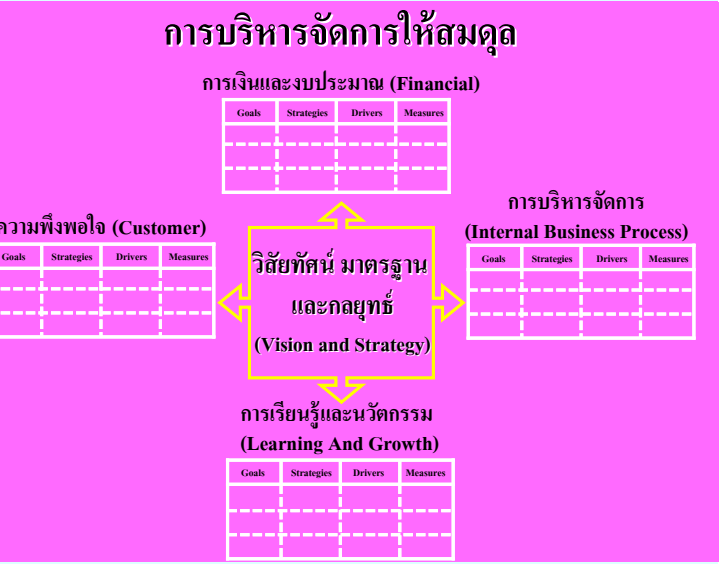 การบริหารจัดการให้สมดุล
การเงินและงบประมาณ (Financial)
Goals Strategies Drivers Measures
ความพึงพอใจ (Customer)
Goals Strategies Drivers Measures
วิสัยทัศน์ มาตรฐาน
และกลยุทธ์
(Vision and Strategy)
การบริหารจัดการ
(Internal Business Process)
Goals Strategies Drivers Measures
การเรียนรู้และนวัตกรรม
(Learning And Growth)
Goals Strategies Drivers Measures